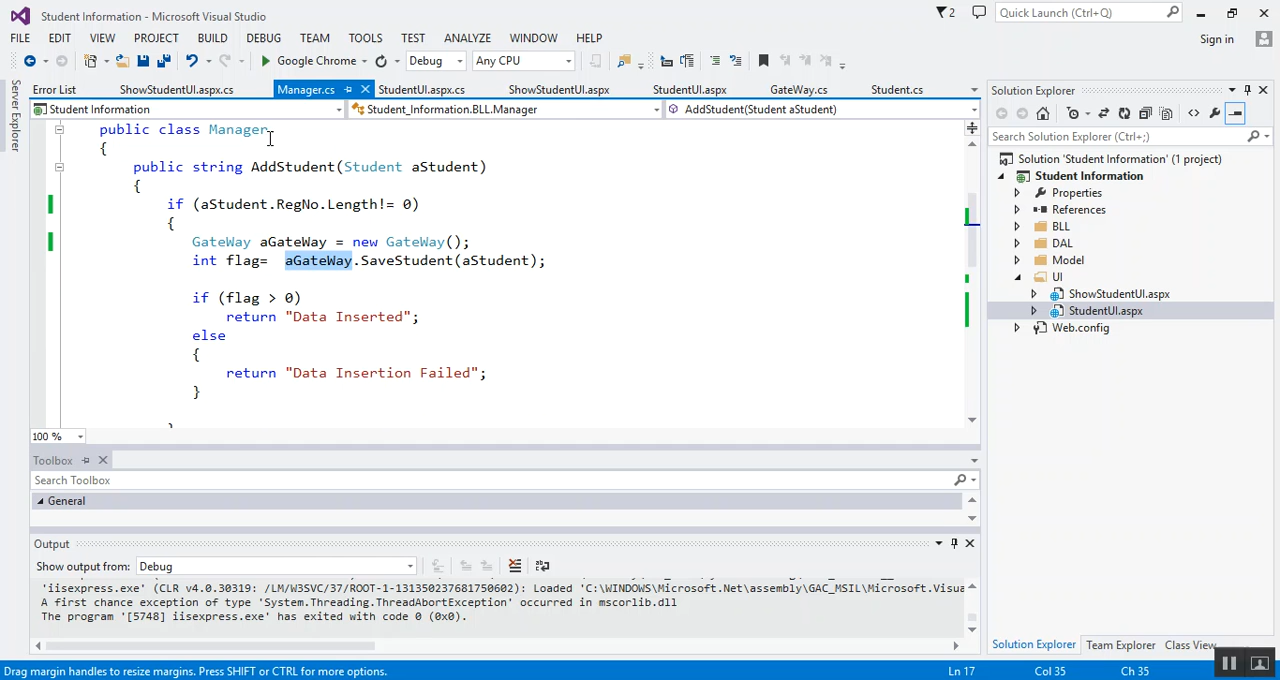 Student Information - Microsoft Visual Studio
2
Quick Launch (Ctrl+Q)
FILE EDIT VIEW PROJECT BUILD DEBUG TEAM TOOLS TEST ANALYZE WINDOW HELP
Sign in
Google Chrome Debug Any CPU
Server Explorer
Error List ShowStudentUI.aspx.cs Manager.cs StudentUI.aspx.cs ShowStudentUI.aspx StudentUI.aspx GateWay.cs Student.cs
Student Information Student_Information.BLL.Manager AddStudent(Student aStudent)
public class Manager
{
public string AddStudent(Student aStudent)
{
if (aStudent.RegNo.Length!= 0)
{
GateWay aGateWay = new GateWay();
int flag= aGateWay.SaveStudent(aStudent);
if (flag > 0)
return "Data Inserted";
else
{
return "Data Insertion Failed";
}
100 %
Toolbox
Search Toolbox
General
Output
Show output from: Debug
'iisexpress.exe' (CLR v4.0.30319: /LM/W3SVC/37/ROOT-1-131350237681750602): Loaded 'C:\WINDOWS\Microsoft.Net\assembly\GAC_MSIL\Microsoft.Visua
A first chance exception of type 'System.Threading.ThreadAbortException' occurred in mscorlib.dll
The program '[5748] iisexpress.exe' has exited with code 0 (0x0).
Solution Explorer
Search Solution Explorer (Ctrl+;)
Solution 'Student Information' (1 project)
Student Information
Properties
References
BLL
DAL
Model
UI
ShowStudentUI.aspx
StudentUI.aspx
Web.config
Solution Explorer Team Explorer Class View
Drag margin handles to resize margins. Press SHIFT or CTRL for more options.
Ln 17 Col 35 Ch 35